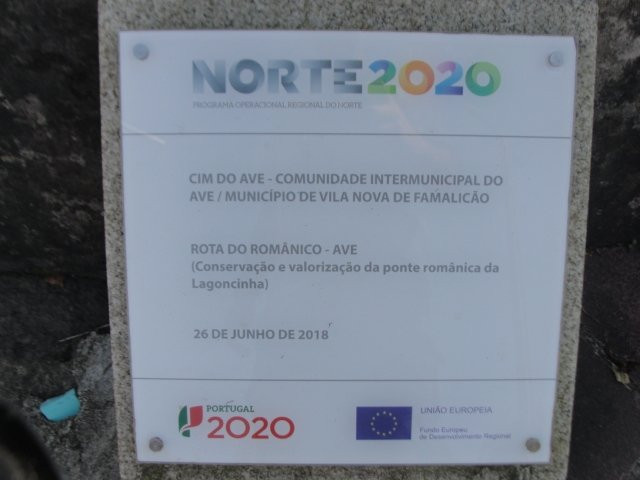 NORTE2020
PROGRAMA OPERACIONAL REGIONAL DO NORTE
CIM DO AVE - COMUNIDADE INTERMUNICIPAL DO
AVE / MUNICÍPIO DE VILA NOVA DE FAMALICÃO
ROTA DO ROMÂNICO - AVE
(Conservação e valorização da ponte românica da
Lagoncinha)
26 DE JUNHO DE 2018
PORTUGAL
2020
UNIÃO EUROPEIA
Fundo Europeu
de Desenvolvimento Regional